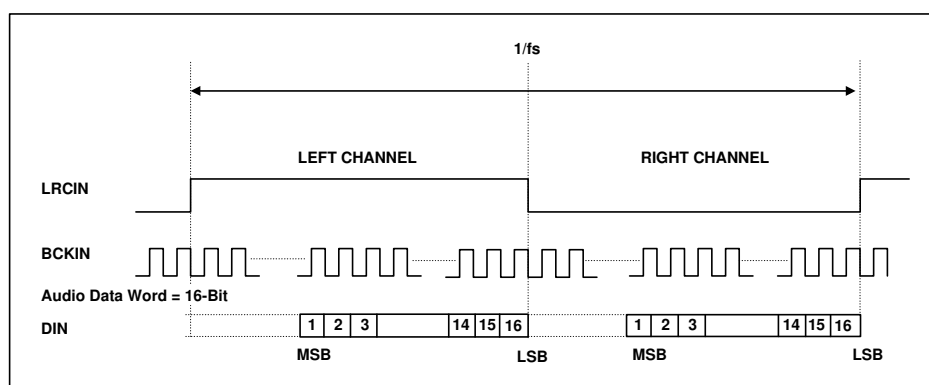 1/fs
LEFT CHANNEL RIGHT CHANNEL
LRCIN
BCKIN
Audio Data Word = 16-Bit
DIN 1 2 3 14 15 16 1 2 3 14 15 16
MSB LSB MSB LSB